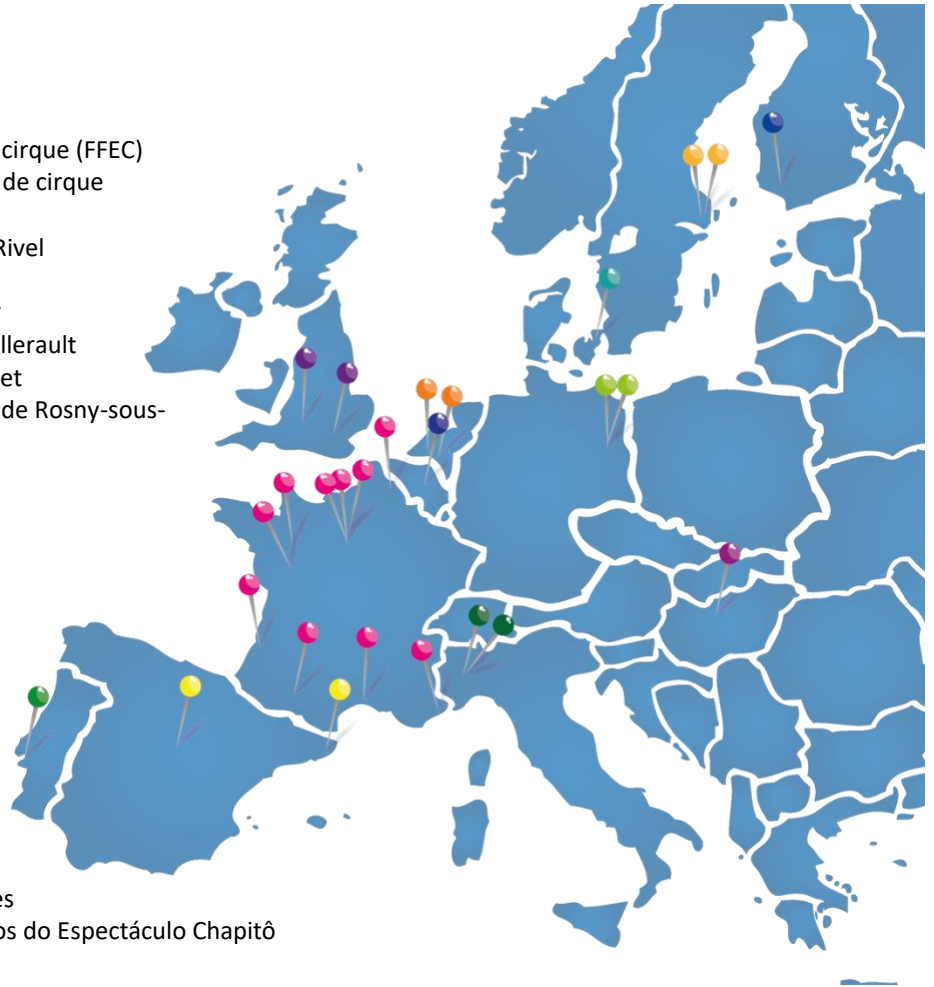 cirque (FFEC)
de cirque
Rivel
llerault
et
de Rosny-sous-
es
os do Espectáculo Chapitô